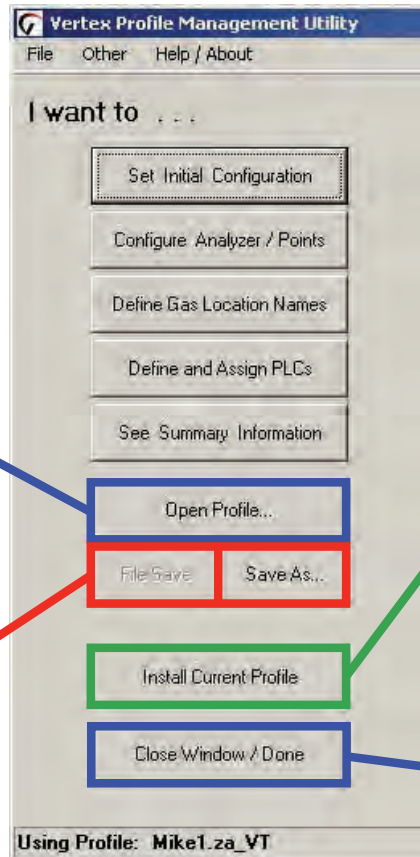 Vertex Profile Management Utility
File Other Help / About
I want to . . .
Set Initial Configuration
Configure Analyzer / Points
Define Gas Location Names
Define and Assign PLCs
See Summary Information
Open Profile...
File Save Save As...
Install Current Profile
Close Window / Done
Using Profile: Mike1.za_VT